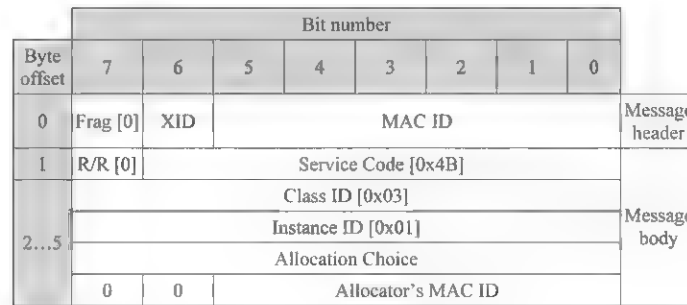 Bit number
Byte offset 7 6 5 4 3 2 1 0
0 Frag [0] XID MAC ID Message header
1 R/R [0] Service Code [0x4B]
2...5 Class ID [0x03]
Instance ID [0x01]
Message body
Allocation Choice
0 0 Allocator's MAC ID